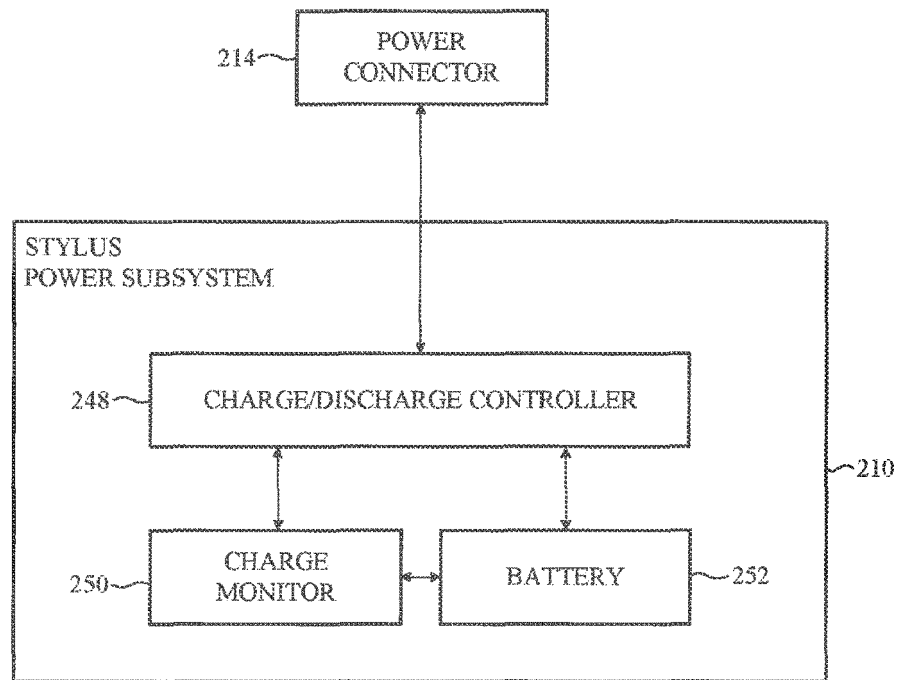 POWER
CONNECTOR
214
STYLUS
POWER SUBSYSTEM
CHARGE/DISCHARGE CONTROLLER
248
210
CHARGE
MONITOR
250
BATTERY
252